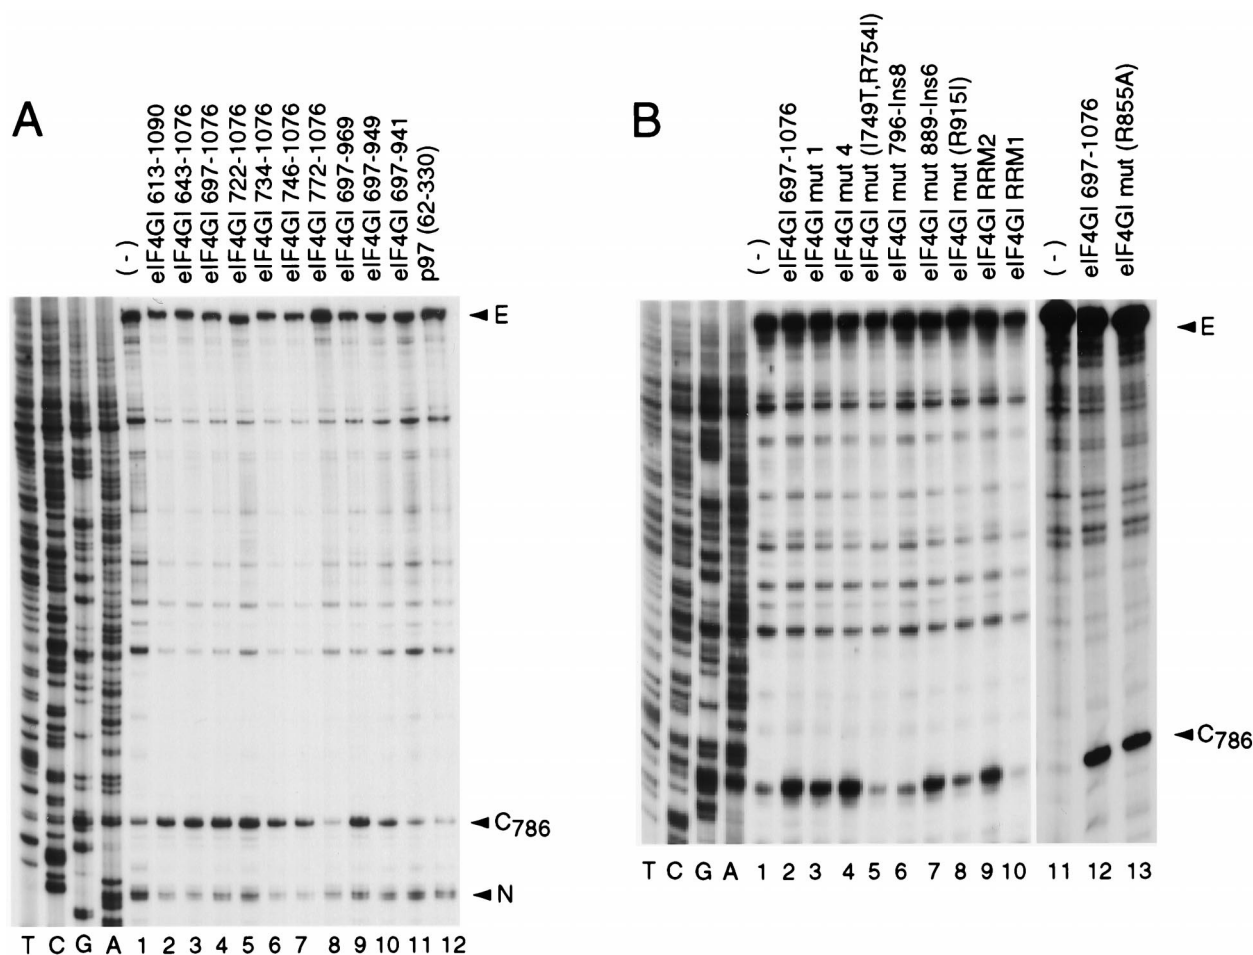 A
(-)
eIF4GI 613-1090
eIF4GI 643-1076
eIF4GI 697-1076
eIF4GI 722-1076
eIF4GI 734-1076
eIF4GI 746-1076
eIF4GI 772-1076
eIF4GI 697-969
eIF4GI 697-949
eIF4GI 697-941
p97 (62-330)
E
C786
N
T C G A 1 2 3 4 5 6 7 8 9 10 11 12
B
(-)
eIF4GI 697-1076
eIF4GI mut 1
eIF4GI mut 4
eIF4GI mut (I749T,R754I)
eIF4GI mut 796-Ins8
eIF4GI mut 889-Ins6
eIF4GI mut (R915I)
eIF4GI RRM2
eIF4GI RRM1
(-)
eIF4GI 697-1076
eIF4GI mut (R855A)
E
C786
T C G A 1 2 3 4 5 6 7 8 9 10 11 12 13